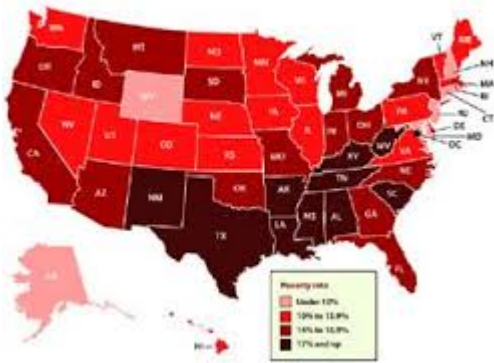 WA
MT
ND
MN
VT
ME
NH
OR
ID
SD
WI
MI
NY
MA
RI
WY
NE
IA
PA
NJ
CT
NV
UT
CO
IL
IN
OH
DE
MD
DC
CA
KS
MO
KY
WV
VA
AZ
NM
OK
AR
TN
NC
SC
TX
LA
MS
AL
GA
FL
AK
HI
Poverty rate
Under 10%
10% to 13.9%
14% to 16.9%
17% and up